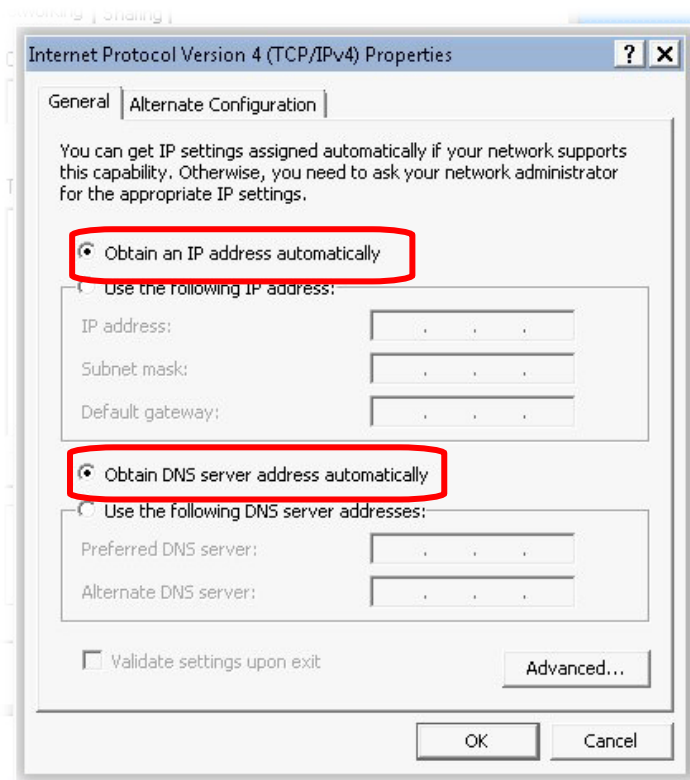 Sharing
Internet Protocol Version 4 (TCP/IPv4) Properties
General
Alternate Configuration
You can get IP settings assigned automatically if your network supports
this capability. Otherwise, you need to ask your network administrator
for the appropriate IP settings.
Obtain an IP address automatically
Use the following IP address:
IP address:
Subnet mask:
Default gateway:
Obtain DNS server address automatically
Use the following DNS server addresses:
Preferred DNS server:
Alternate DNS server:
Validate settings upon exit
Advanced...
OK
Cancel